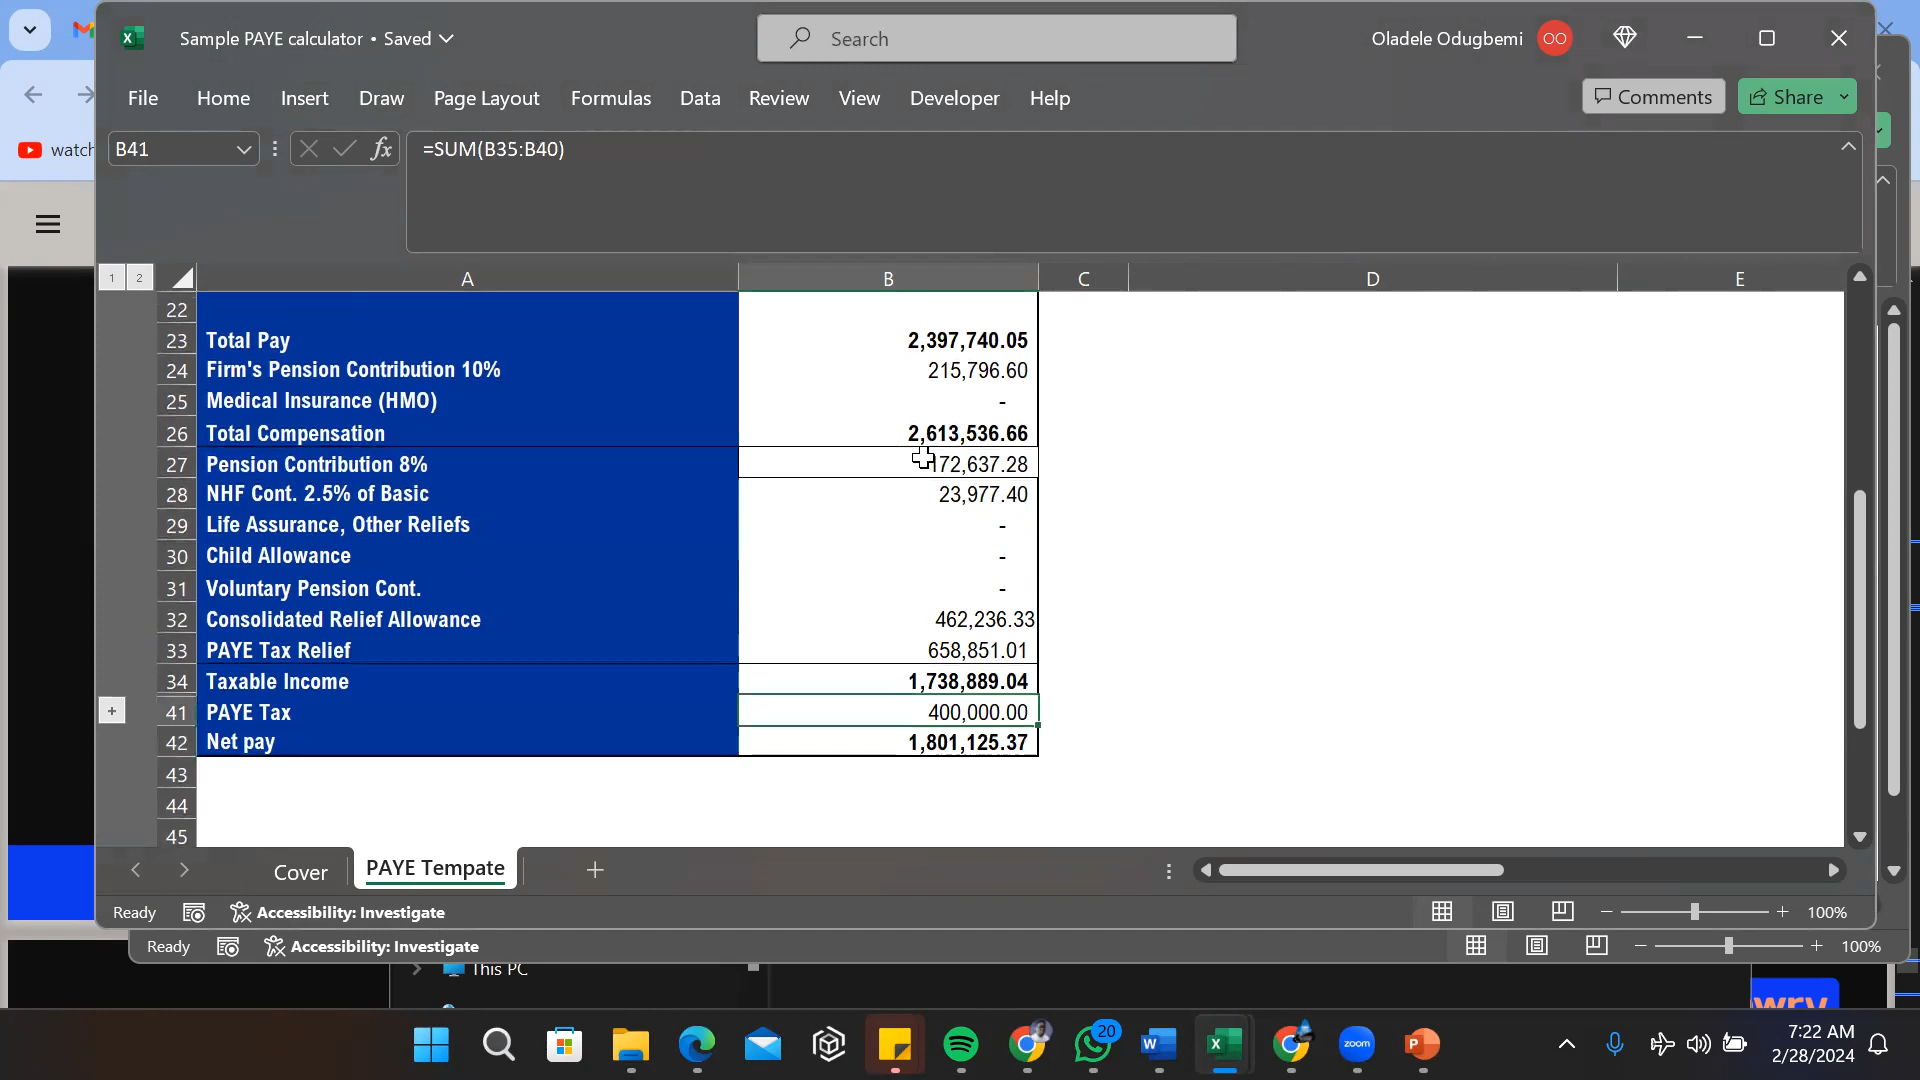 Sample PAYE calculator • Saved
Search
Oladele Odugbemi
OO
File Home Insert Draw Page Layout Formulas Data Review View Developer Help
Comments
Share
watch
B41
fx
=SUM(B35:B40)
1 2
A B C D E
22
23 Total Pay 2,397,740.05
24 Firm's Pension Contribution 10% 215,796.60
25 Medical Insurance (HMO) -
26 Total Compensation 2,613,536.66
27 Pension Contribution 8% 172,637.28
28 NHF Cont. 2.5% of Basic 23,977.40
29 Life Assurance, Other Reliefs -
30 Child Allowance -
31 Voluntary Pension Cont. -
32 Consolidated Relief Allowance 462,236.33
33 PAYE Tax Relief 658,851.01
34 Taxable Income 1,738,889.04
41 PAYE Tax 400,000.00
42 Net pay 1,801,125.37
43
44
45
Cover
PAYE Tempate
Ready
Accessibility: Investigate
100%
Ready
Accessibility: Investigate
100%
This PC
wry
20
zoom
7:22 AM
2/28/2024